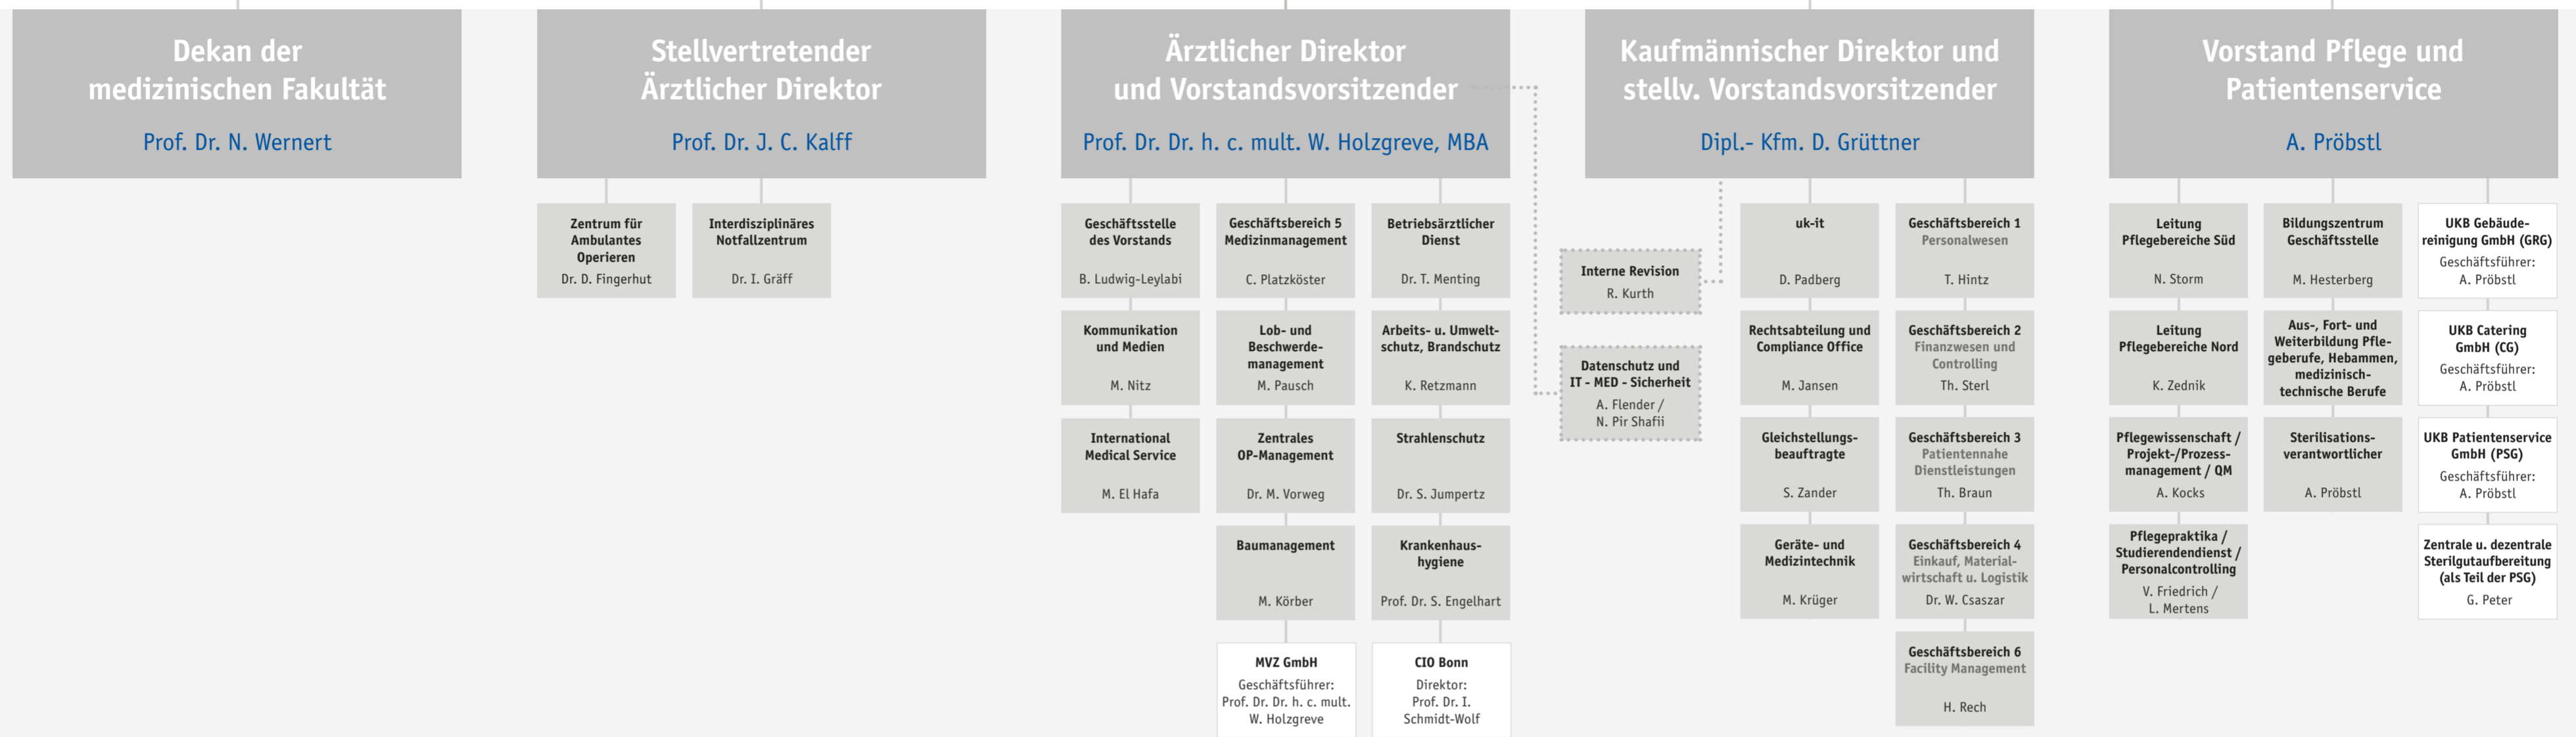 Dekan der
medizinischen Fakultät
Prof. Dr. N. Wernert
Stellvertretender
Ärztlicher Direktor
Prof. Dr. J. C. Kalff
Zentrum für
Ambulantes
Operieren
Dr. D. Fingerhut
Interdisziplinäres
Notfallzentrum
Dr. I. Gräff
Ärztlicher Direktor
und Vorstandsvorsitzender
Prof. Dr. Dr. h. c. mult. W. Holzgreve, MBA
Geschäftsstelle
des Vorstands
B. Ludwig-Leylabi
Kommunikation
und Medien
M. Nitz
International
Medical Service
M. El Hafa
Geschäftsbereich 5
Medizinmanagement
C. Platzköster
Lob- und
Beschwerde-
management
M. Pausch
Zentrales
OP-Management
Dr. M. Vorweg
Baumanagement
M. Körber
MVZ GmbH
Geschäftsführer:
Prof. Dr. Dr. h. c. mult.
W. Holzgreve
Betriebsärztlicher
Dienst
Dr. T. Menting
Arbeits- u. Umwelt-
schutz, Brandschutz
K. Retzmann
Strahlenschutz
Dr. S. Jumpertz
Krankenhaus-
hygiene
Prof. Dr. S. Engelhart
CIO Bonn
Direktor:
Prof. Dr. I.
Schmidt-Wolf
Kaufmännischer Direktor und
stellv. Vorstandsvorsitzender
Dipl.- Kfm. D. Grüttner
Interne Revision
R. Kurth
Datenschutz und
IT - MED - Sicherheit
A. Flender /
N. Pir Shafii
uk-it
D. Padberg
Rechtsabteilung und
Compliance Office
M. Jansen
Gleichstellungs-
beauftragte
S. Zander
Geräte- und
Medizintechnik
M. Krüger
Geschäftsbereich 1
Personalwesen
T. Hintz
Geschäftsbereich 2
Finanzwesen und
Controlling
Th. Sterl
Geschäftsbereich 3
Patientennahe
Dienstleistungen
Th. Braun
Geschäftsbereich 4
Einkauf, Material-
wirtschaft u. Logistik
Dr. W. Csaszar
Geschäftsbereich 6
Facility Management
H. Rech
Vorstand Pflege und
Patientenservice
A. Pröbstl
Leitung
Pflegebereiche Süd
N. Storm
Leitung
Pflegebereiche Nord
K. Zednik
Pflegewissenschaft /
Projekt-/Prozess-
management / QM
A. Kocks
Pflegepraktika /
Studierendendienst /
Personalcontrolling
V. Friedrich /
L. Mertens
Bildungszentrum
Geschäftsstelle
M. Hesterberg
Aus-, Fort- und
Weiterbildung Pfle-
geberufe, Hebammen,
medizinisch-
technische Berufe
Sterilisations-
verantwortlicher
A. Pröbstl
UKB Gebäude-
reinigung GmbH (GRG)
Geschäftsführer:
A. Pröbstl
UKB Catering
GmbH (CG)
Geschäftsführer:
A. Pröbstl
UKB Patientenservice
GmbH (PSG)
Geschäftsführer:
A. Pröbstl
Zentrale u. dezentrale
Sterilgutaufbereitung
(als Teil der PSG)
G. Peter